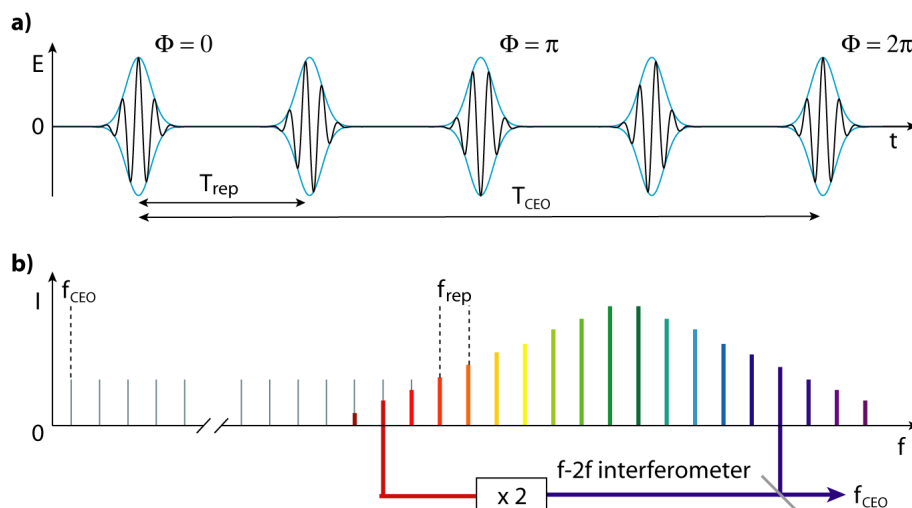 a)
Φ = 0 Φ = π Φ = 2π
E
0
t
T_rep
T_CEO
b)
I
f_CEO f_rep
0
f
f-2f interferometer
x 2
f_CEO